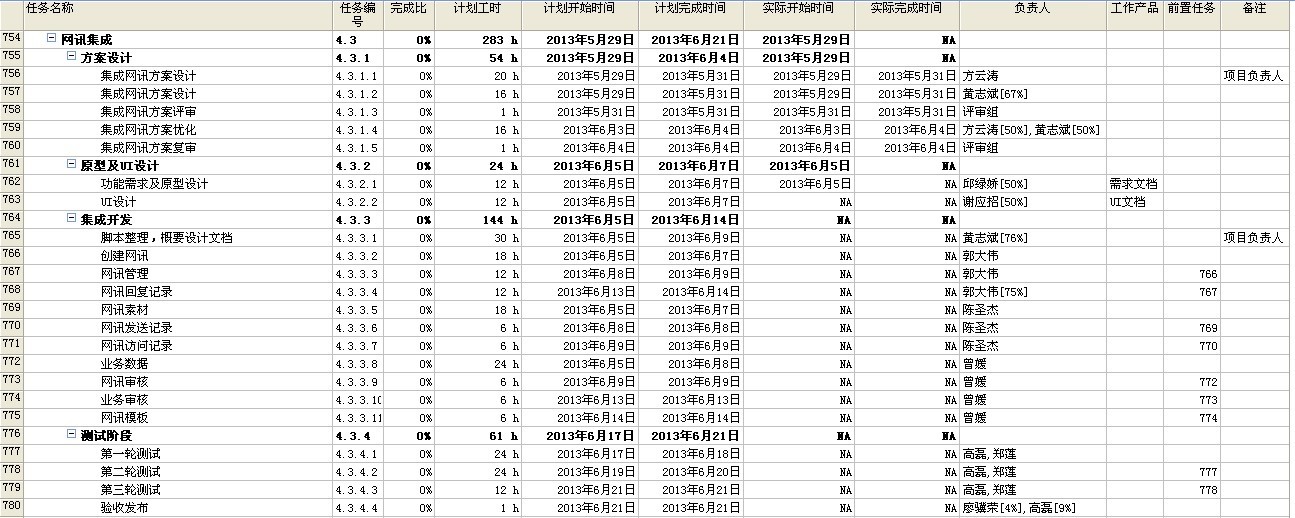 任务名称 任务编号 完成比 计划工时 计划开始时间 计划完成时间 实际开始时间 实际完成时间 负责人 工作产品 前置任务 备注
754 网讯集成 4.3 0% 283 h 2013年5月29日 2013年6月21日 2013年5月29日 NA
755 方案设计 4.3.1 0% 54 h 2013年5月29日 2013年6月4日 2013年5月29日 NA
756 集成网讯方案设计 4.3.1.1 0% 20 h 2013年5月29日 2013年5月31日 2013年5月29日 2013年5月31日 方云涛 项目负责人
757 集成网讯方案设计 4.3.1.2 0% 16 h 2013年5月29日 2013年5月31日 2013年5月29日 2013年5月31日 黄志斌[67%]
758 集成网讯方案评审 4.3.1.3 0% 1 h 2013年5月31日 2013年5月31日 2013年5月31日 2013年5月31日 评审组
759 集成网讯方案优化 4.3.1.4 0% 16 h 2013年6月3日 2013年6月4日 2013年6月3日 2013年6月4日 方云涛[50%],黄志斌[50%]
760 集成网讯方案复审 4.3.1.5 0% 1 h 2013年6月4日 2013年6月4日 2013年6月4日 2013年6月4日 评审组
761 原型及UI设计 4.3.2 0% 24 h 2013年6月5日 2013年6月7日 2013年6月5日 NA
762 功能需求及原型设计 4.3.2.1 0% 12 h 2013年6月5日 2013年6月7日 2013年6月5日 NA 邱绿娇[50%] 需求文档
763 UI设计 4.3.2.2 0% 12 h 2013年6月5日 2013年6月7日 NA NA 谢应招[50%] UI文档
764 集成开发 4.3.3 0% 144 h 2013年6月5日 2013年6月14日 NA NA
765 脚本整理，概要设计文档 4.3.3.1 0% 30 h 2013年6月5日 2013年6月9日 NA NA 黄志斌[76%] 项目负责人
766 创建网讯 4.3.3.2 0% 18 h 2013年6月5日 2013年6月8日 NA NA 郭大伟
767 网讯管理 4.3.3.3 0% 12 h 2013年6月8日 2013年6月9日 NA NA 郭大伟 766
768 网讯回复记录 4.3.3.4 0% 12 h 2013年6月13日 2013年6月14日 NA NA 郭大伟[75%] 767
769 网讯素材 4.3.3.5 0% 18 h 2013年6月5日 2013年6月7日 NA NA 陈圣杰
770 网讯发送记录 4.3.3.6 0% 6 h 2013年6月8日 2013年6月8日 NA NA 陈圣杰 769
771 网讯访问记录 4.3.3.7 0% 6 h 2013年6月9日 2013年6月9日 NA NA 陈圣杰 770
772 业务数据 4.3.3.8 0% 24 h 2013年6月5日 2013年6月8日 NA NA 曾媛
773 网讯审核 4.3.3.9 0% 6 h 2013年6月9日 2013年6月9日 NA NA 曾媛 772
774 业务审核 4.3.3.10 0% 6 h 2013年6月13日 2013年6月13日 NA NA 曾媛 773
775 网讯模板 4.3.3.11 0% 6 h 2013年6月14日 2013年6月14日 NA NA 曾媛 774
776 测试阶段 4.3.4 0% 61 h 2013年6月17日 2013年6月21日 NA NA
777 第一轮测试 4.3.4.1 0% 24 h 2013年6月17日 2013年6月18日 NA NA 高磊,郑莲
778 第二轮测试 4.3.4.2 0% 24 h 2013年6月19日 2013年6月20日 NA NA 高磊,郑莲 777
779 第三轮测试 4.3.4.3 0% 12 h 2013年6月21日 2013年6月21日 NA NA 高磊,郑莲 778
780 验收发布 4.3.4.4 0% 1 h 2013年6月21日 2013年6月21日 NA NA 廖骥荣[4%],高磊[9%]